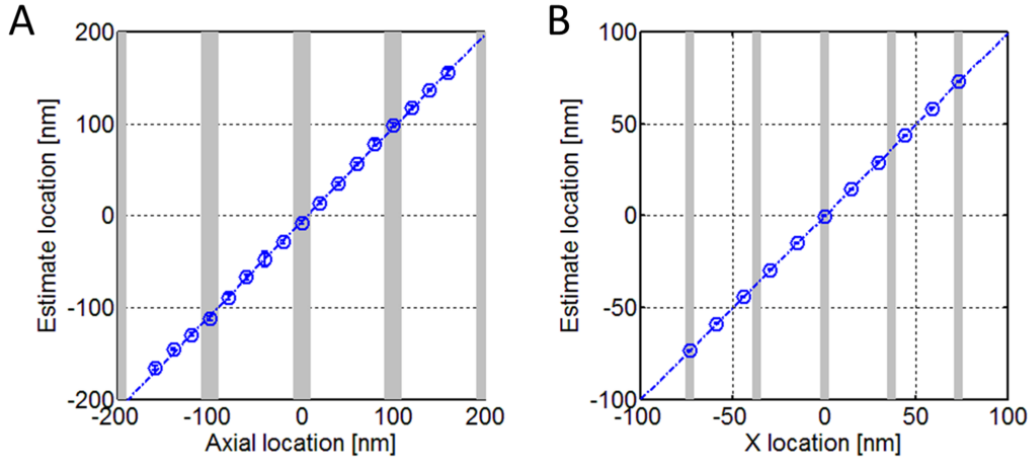 A
200
100
0
-100
-200
Estimate location [nm]
-200 -100 0 100 200
Axial location [nm]
B
100
50
0
-50
-100
Estimate location [nm]
-100 -50 0 50 100
X location [nm]